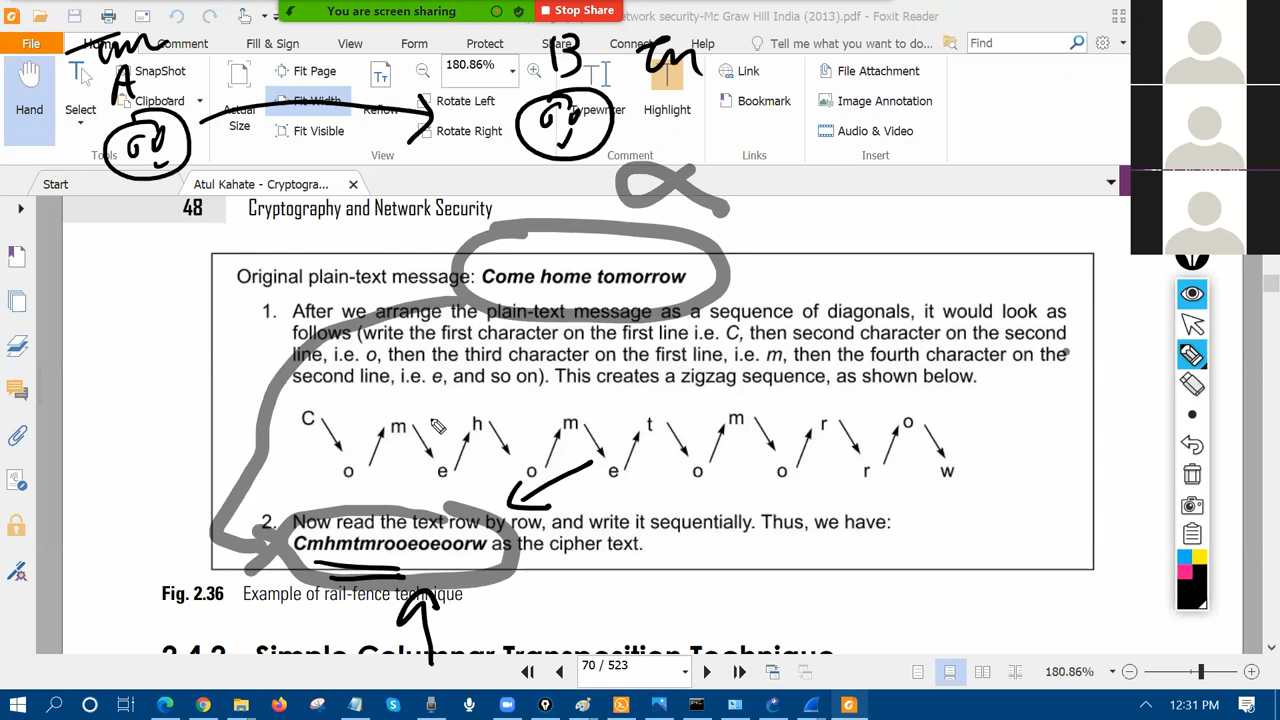 You are screen sharing
Stop Share
network security-Mc Graw Hill India (2013).pdf - Foxit Reader
File
Comment
Fill & Sign
View
Form
Protect
Share
Help
Tell me what you want to do...
Find
Hand
Select
SnapShot
Clipboard
Actual Size
Fit Page
Fit Width
Fit Visible
180.86%
Rotate Left
Rotate Right
Typewriter
Highlight
Link
Bookmark
File Attachment
Image Annotation
Audio & Video
Tools
View
Comment
Links
Insert
A
B
Start
Atul Kahate - Cryptogra...
48 Cryptography and Network Security
Original plain-text message: Come home tomorrow
1. After we arrange the plain-text message as a sequence of diagonals, it would look as
follows (write the first character on the first line i.e. C, then second character on the second
line, i.e. o, then the third character on the first line, i.e. m, then the fourth character on the
second line, i.e. e, and so on). This creates a zigzag sequence, as shown below.
C m h m t m r o
o e o e o o r w
2. Now read the text row by row, and write it sequentially. Thus, we have:
Cmhmtmrooeoeoorw as the cipher text.
Fig. 2.36 Example of rail-fence technique
2.4.2 Simple Columnar Transposition Technique
70 / 523
180.86%
12:31 PM